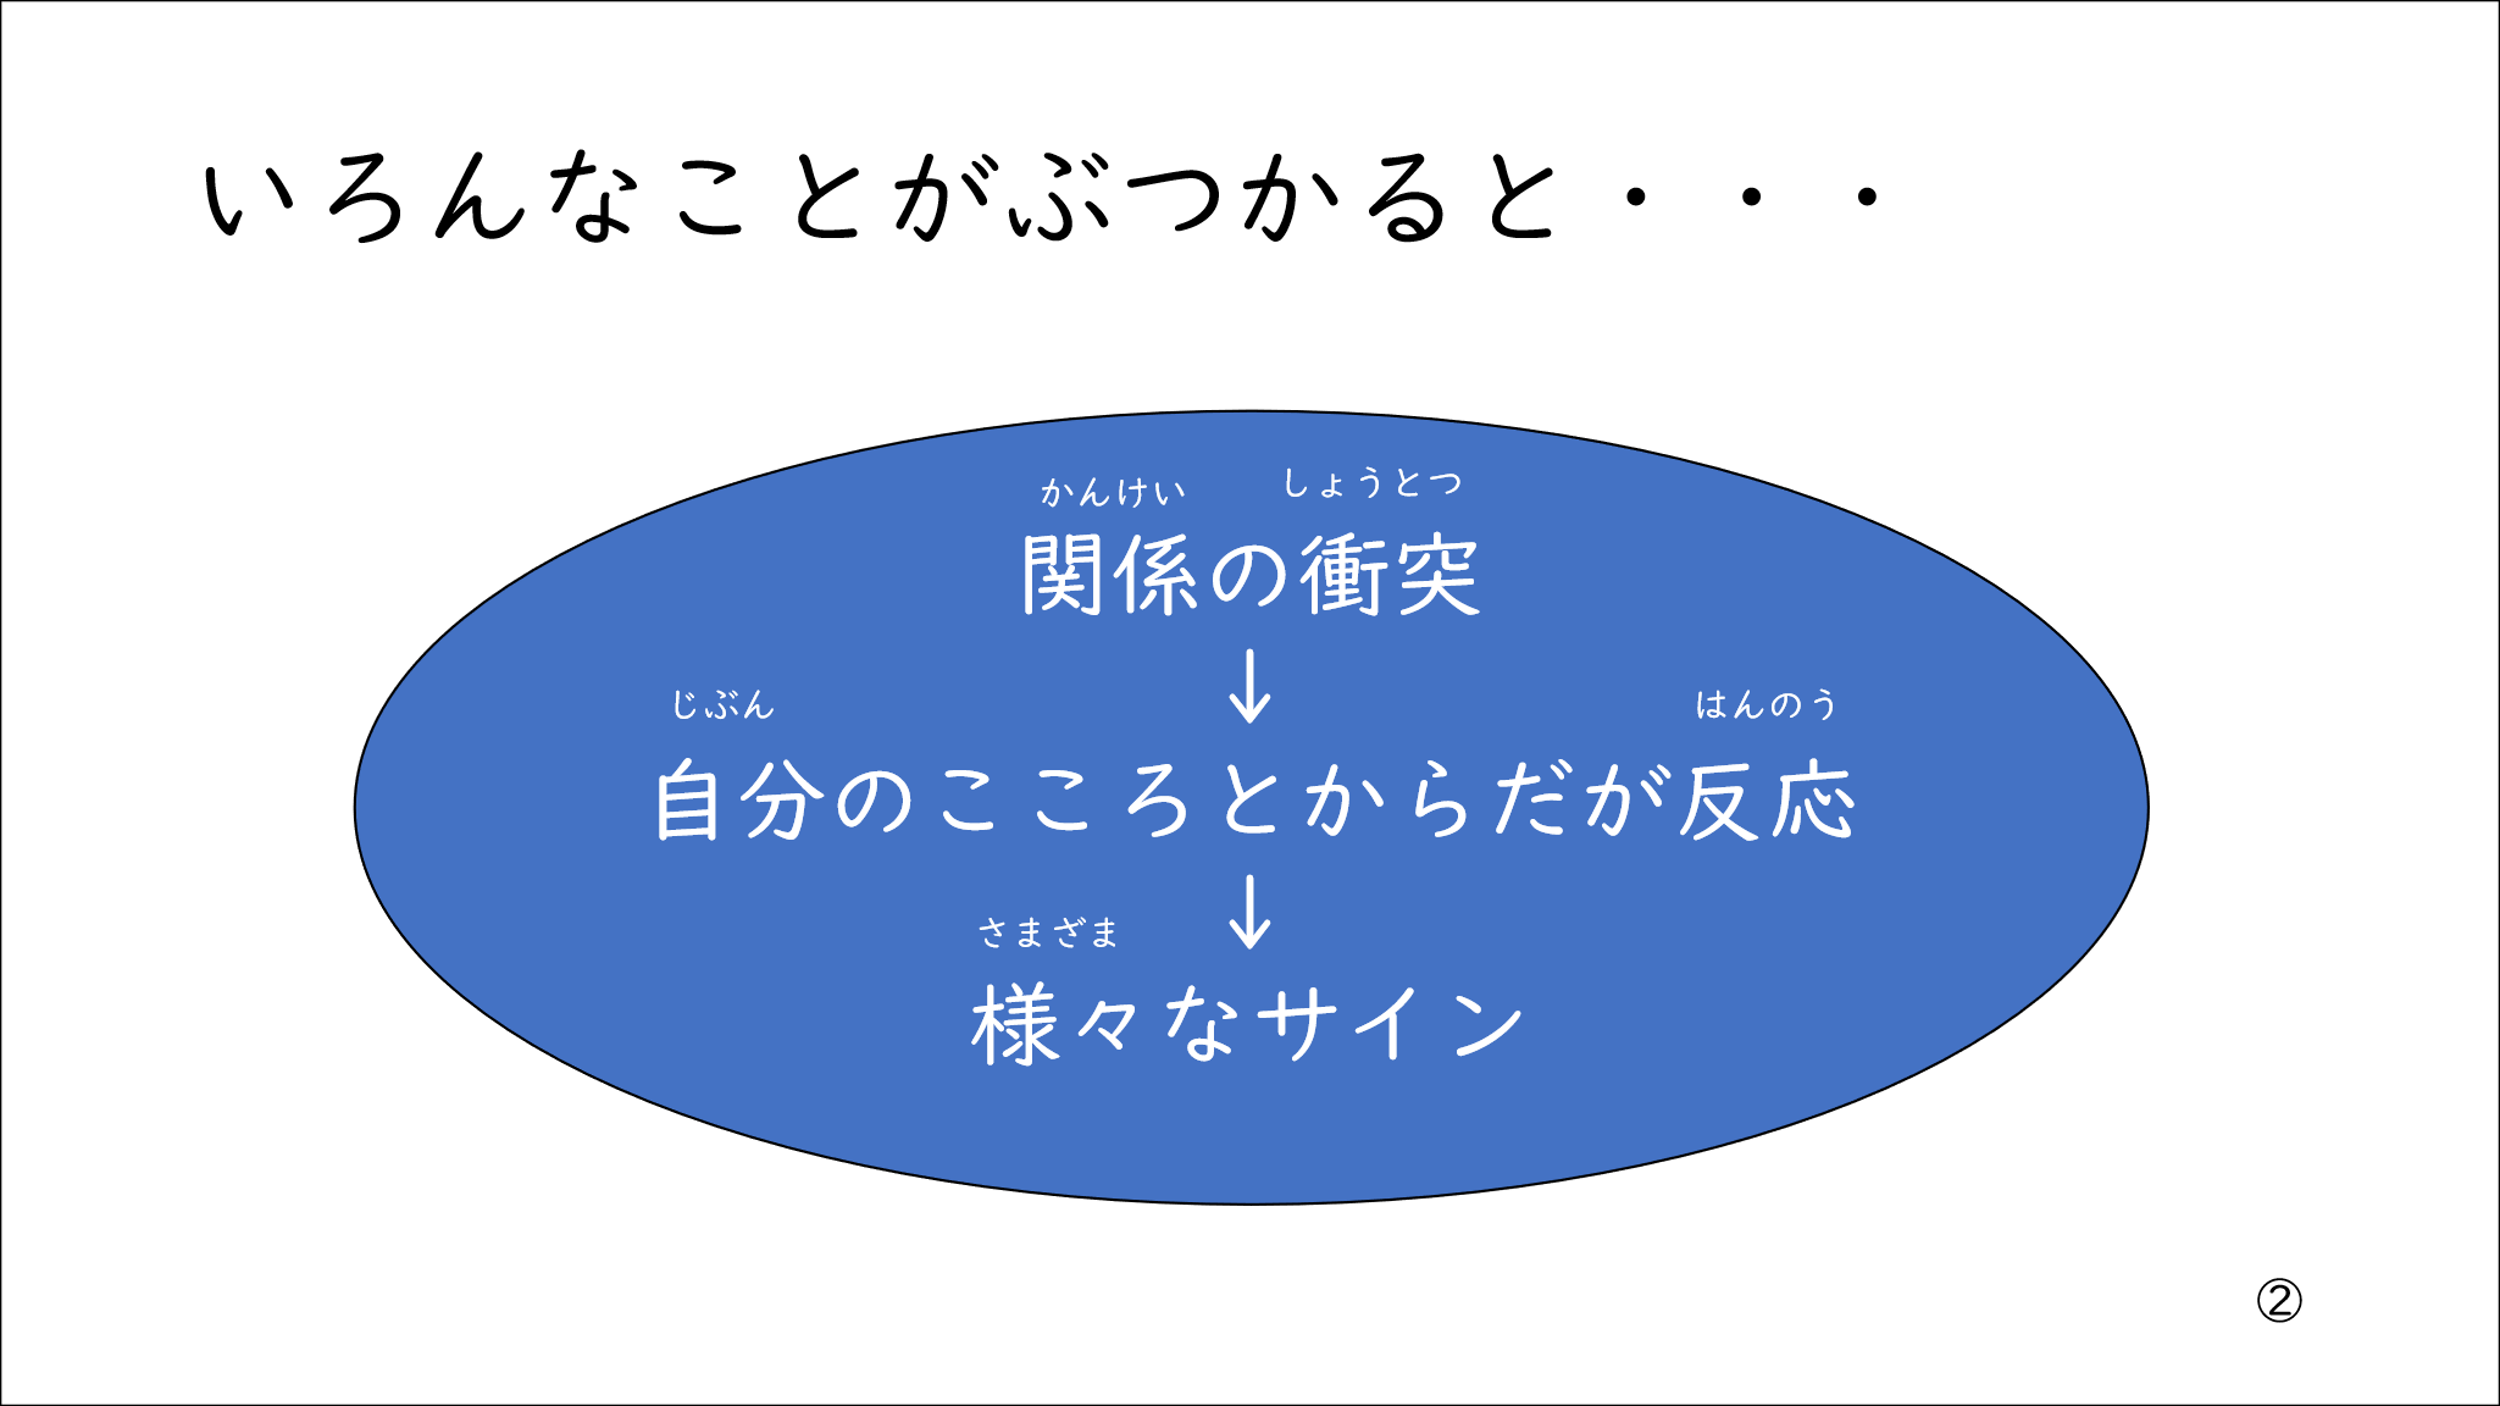 いろんなことがぶつかると・・・
かんけい しょうとつ
関係の衝突
↓
じぶん はんのう
自分のこころとからだが反応
↓
さまざま
様々なサイン
②